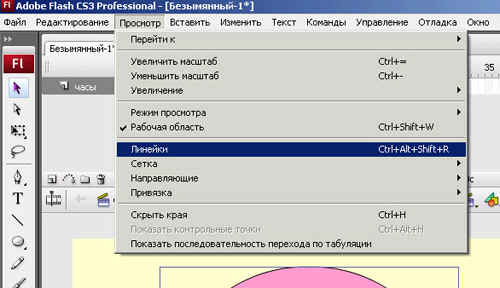 Adobe Flash CS3 Professional - [Безымянный-1*]
Файл Редактирование Просмотр Вставить Изменить Текст Команды Управление Отладка Окно
Безымянный-1*
Перейти к
Увеличить масштаб Ctrl+=
35
Fl
Уменьшить масштаб Ctrl+-
часы
Увеличение
Режим просмотра
Рабочая область Ctrl+Shift+W
Линейки Ctrl+Alt+Shift+R
Сетка
Направляющие
Привязка
T
Скрыть края Ctrl+H
Показать контрольные точки Ctrl+Alt+H
Показать последовательность перехода по табуляции